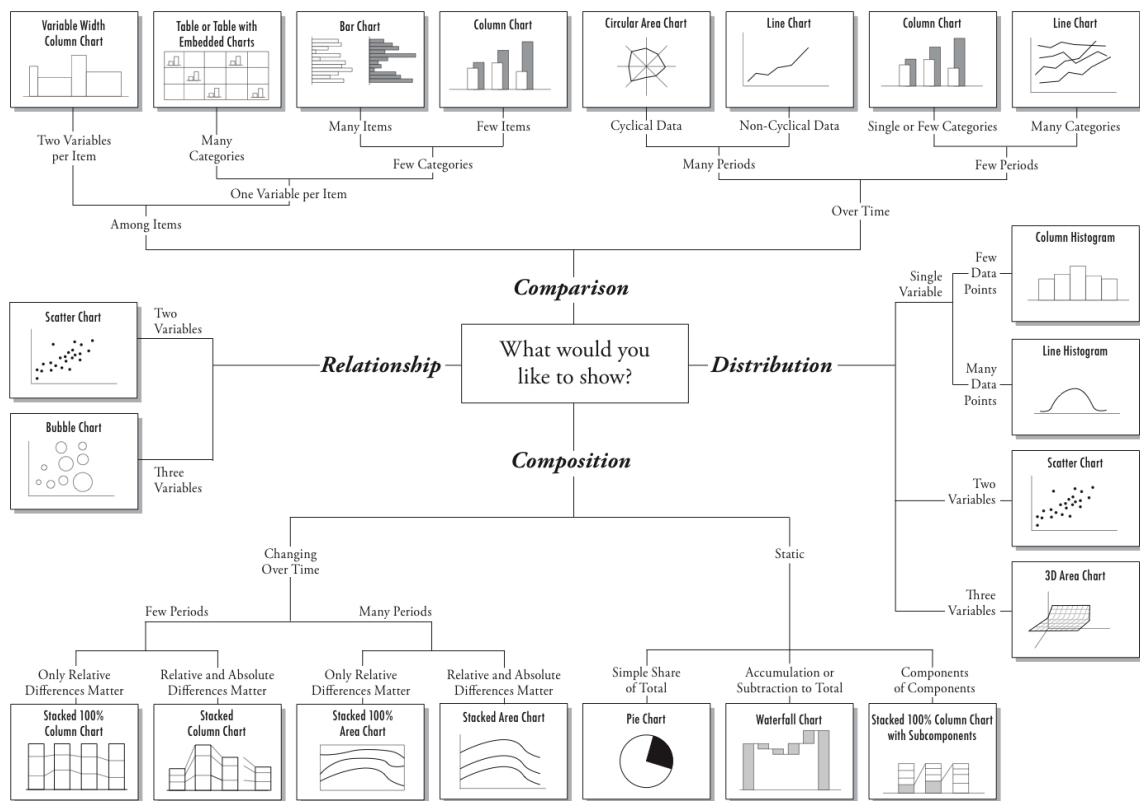 Variable Width
Column Chart
Table or Table with
Embedded Charts
Bar Chart
Column Chart
Circular Area Chart
Line Chart
Column Chart
Line Chart
Two Variables
per Item
Many
Categories
Many Items
Few Items
Cyclical Data
Non-Cyclical Data
Single or Few Categories
Many Categories
Few Categories
Many Periods
Few Periods
One Variable per Item
Among Items
Over Time
Comparison
What would you
like to show?
Relationship
Two
Variables
Scatter Chart
Three
Variables
Bubble Chart
Distribution
Single
Variable
Few
Data
Points
Column Histogram
Many
Data
Points
Line Histogram
Two
Variables
Scatter Chart
Three
Variables
3D Area Chart
Composition
Changing
Over Time
Static
Few Periods
Many Periods
Only Relative
Differences Matter
Relative and Absolute
Differences Matter
Only Relative
Differences Matter
Relative and Absolute
Differences Matter
Simple Share
of Total
Accumulation or
Subtraction to Total
Components
of Components
Stacked 100%
Column Chart
Stacked
Column Chart
Stacked 100%
Area Chart
Stacked Area Chart
Pie Chart
Waterfall Chart
Stacked 100% Column Chart
with Subcomponents